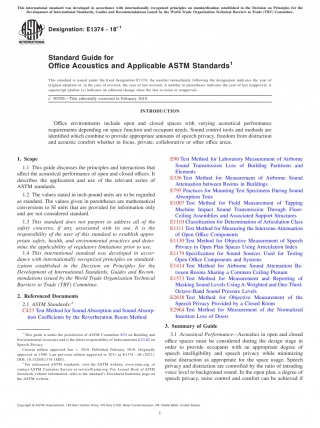 This international standard was developed in accordance with internationally recognized principles on standardization established in the Decision on Principles for the
Development of International Standards, Guides and Recommendations issued by the World Trade Organization Technical Barriers to Trade (TBT) Committee.
Designation: E1374 − 18´1
Standard Guide for
Office Acoustics and Applicable ASTM Standards1
This standard is issued under the fixed designation E1374; the number immediately following the designation indicates the year of
original adoption or, in the case of revision, the year of last revision. A number in parentheses indicates the year of last reapproval. A
superscript epsilon (´) indicates an editorial change since the last revision or reapproval.
ε1 NOTE—Title editorially corrected in February 2018.
INTRODUCTION
Office environments include open and closed spaces with varying acoustical performance
requirements depending on space function and occupant needs. Sound control tools and methods are
identified which combine to provide appropriate amounts of speech privacy, freedom from distraction
and acoustic comfort whether in focus, private, collaborative or other office areas.
1. Scope
1.1 This guide discusses the principles and interactions that
affect the acoustical performance of open and closed offices. It
describes the application and use of the relevant series of
ASTM standards.
1.2 The values stated in inch-pound units are to be regarded
as standard. The values given in parentheses are mathematical
conversions to SI units that are provided for information only
and are not considered standard.
1.3 This standard does not purport to address all of the
safety concerns, if any, associated with its use. It is the
responsibility of the user of this standard to establish appro-
priate safety, health, and environmental practices and deter-
mine the applicability of regulatory limitations prior to use.
1.4 This international standard was developed in accor-
dance with internationally recognized principles on standard-
ization established in the Decision on Principles for the
Development of International Standards, Guides and Recom-
mendations issued by the World Trade Organization Technical
Barriers to Trade (TBT) Committee.
2. Referenced Documents
2.1 ASTM Standards:2
C423 Test Method for Sound Absorption and Sound Absorp-
tion Coefficients by the Reverberation Room Method
1 This guide is under the jurisdiction of ASTM Committee E33 on Building and
Environmental Acoustics and is the direct responsibility of Subcommittee E33.02 on
Speech Privacy.
Current edition approved Jan. 1, 2018. Published February 2018. Originally
approved in 1990. Last previous edition approved in 2011 as E1374 – 06 (2011).
DOI: 10.1520/E1374-18E01.
2 For referenced ASTM standards, visit the ASTM website, www.astm.org, or
contact ASTM Customer Service at service@astm.org. For Annual Book of ASTM
Standards volume information, refer to the standard's Document Summary page on
the ASTM website.
E90 Test Method for Laboratory Measurement of Airborne
Sound Transmission Loss of Building Partitions and
Elements
E336 Test Method for Measurement of Airborne Sound
Attenuation between Rooms in Buildings
E795 Practices for Mounting Test Specimens During Sound
Absorption Tests
E1007 Test Method for Field Measurement of Tapping
Machine Impact Sound Transmission Through Floor-
Ceiling Assemblies and Associated Support Structures
E1110 Classification for Determination of Articulation Class
E1111 Test Method for Measuring the Interzone Attenuation
of Open Office Components
E1130 Test Method for Objective Measurement of Speech
Privacy in Open Plan Spaces Using Articulation Index
E1179 Specification for Sound Sources Used for Testing
Open Office Components and Systems
E1414 Test Method for Airborne Sound Attenuation Be-
tween Rooms Sharing a Common Ceiling Plenum
E1573 Test Method for Measurement and Reporting of
Masking Sound Levels Using A-Weighted and One-Third-
Octave-Band Sound Pressure Levels
E2638 Test Method for Objective Measurement of the
Speech Privacy Provided by a Closed Room
E2964 Test Method for Measurement of the Normalized
Insertion Loss of Doors
3. Summary of Guide
3.1 Acoustical Performance—Acoustics in open and closed
office spaces must be considered during the design stage in
order to provide occupants with an appropriate degree of
speech intelligibility and speech privacy while minimizing
noise distraction as appropriate for the space usage. Speech
privacy and distraction are controlled by the ratio of intruding
voice level to background sound. In the open plan, a degree of
speech privacy, noise control and comfort can be achieved if
Copyright © ASTM International, 100 Barr Harbor Drive, PO Box C700, West Conshohocken, PA 19428-2959. United States
1